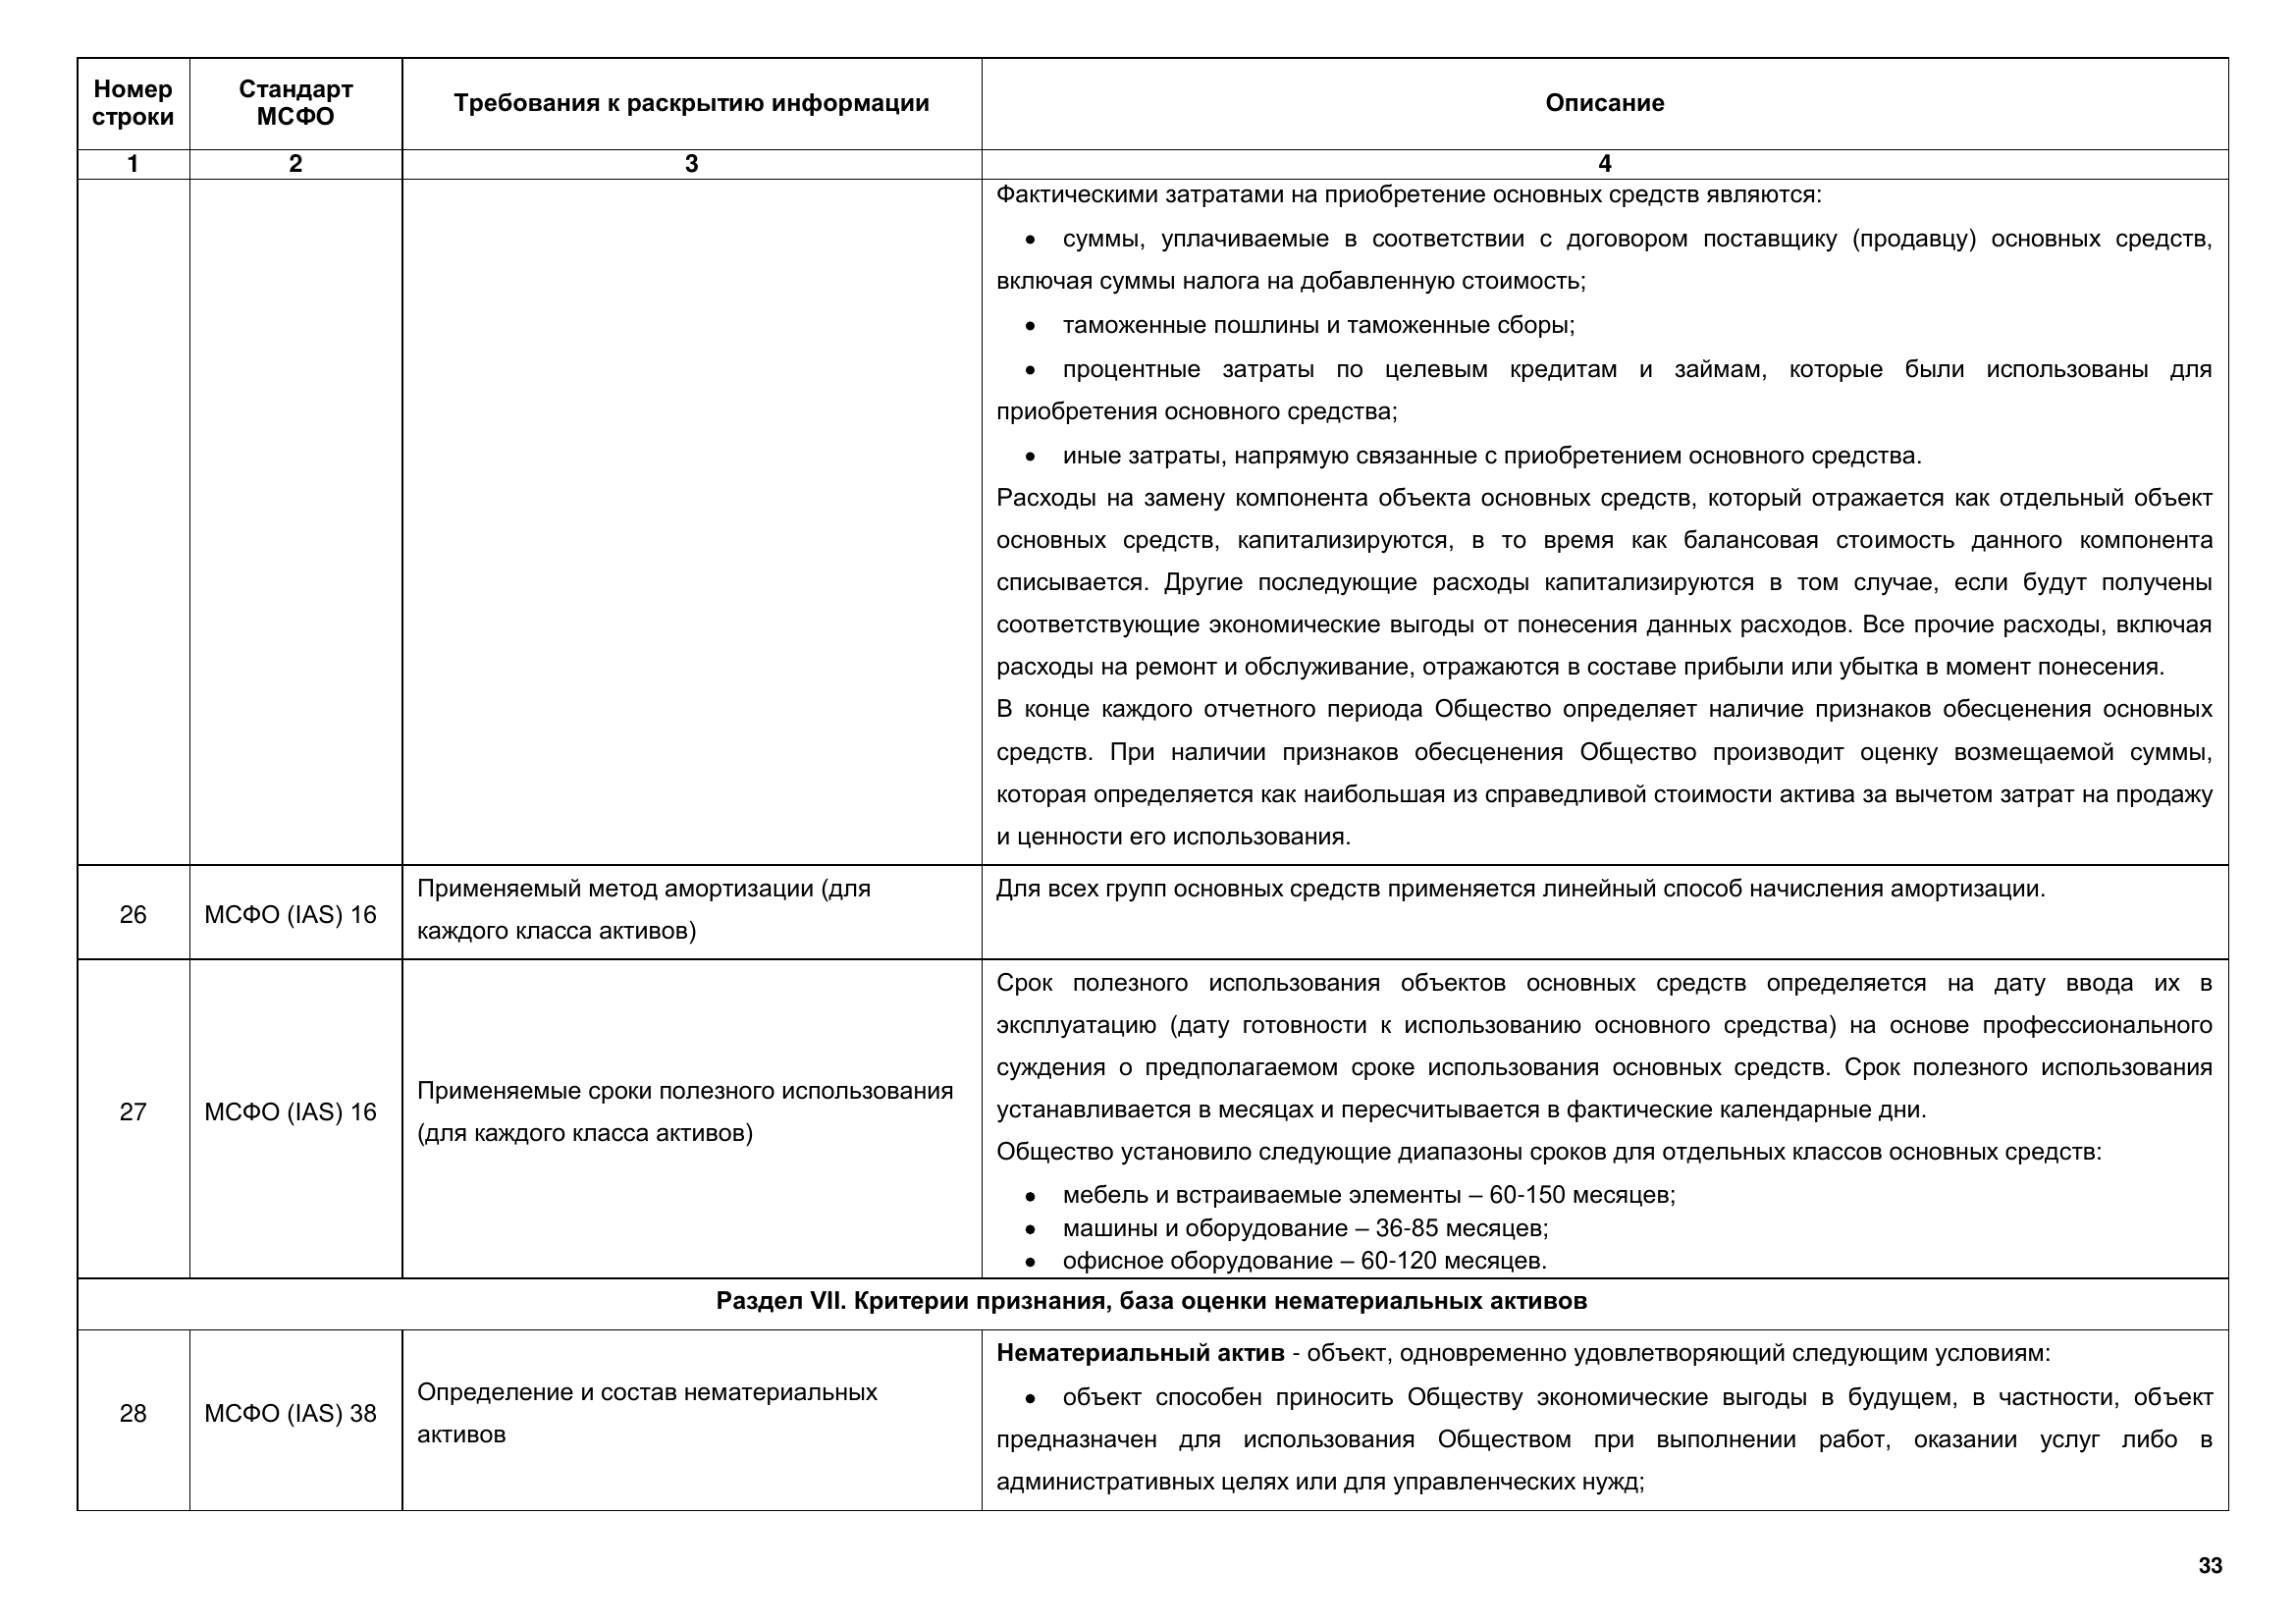 Номер
строки
Стандарт
МСФО
Требования к раскрытию информации
Описание
1
2
3
4
Фактическими затратами на приобретение основных средств являются:
• суммы, уплачиваемые в соответствии с договором поставщику (продавцу) основных средств,
включая суммы налога на добавленную стоимость;
• таможенные пошлины и таможенные сборы;
• процентные затраты по целевым кредитам и займам, которые были использованы для
приобретения основного средства;
• иные затраты, напрямую связанные с приобретением основного средства.
Расходы на замену компонента объекта основных средств, который отражается как отдельный объект
основных средств, капитализируются, в то время как балансовая стоимость данного компонента
списывается. Другие последующие расходы капитализируются в том случае, если будут получены
соответствующие экономические выгоды от понесения данных расходов. Все прочие расходы, включая
расходы на ремонт и обслуживание, отражаются в составе прибыли или убытка в момент понесения.
В конце каждого отчетного периода Общество определяет наличие признаков обесценения основных
средств. При наличии признаков обесценения Общество производит оценку возмещаемой суммы,
которая определяется как наибольшая из справедливой стоимости актива за вычетом затрат на продажу
и ценности его использования.
26
МСФО (IAS) 16
Применяемый метод амортизации (для
каждого класса активов)
Для всех групп основных средств применяется линейный способ начисления амортизации.
27
МСФО (IAS) 16
Применяемые сроки полезного использования
(для каждого класса активов)
Срок полезного использования объектов основных средств определяется на дату ввода их в
эксплуатацию (дату готовности к использованию основного средства) на основе профессионального
суждения о предполагаемом сроке использования основных средств. Срок полезного использования
устанавливается в месяцах и пересчитывается в фактические календарные дни.
Общество установило следующие диапазоны сроков для отдельных классов основных средств:
• мебель и встраиваемые элементы – 60-150 месяцев;
• машины и оборудование – 36-85 месяцев;
• офисное оборудование – 60-120 месяцев.
Раздел VII. Критерии признания, база оценки нематериальных активов
28
МСФО (IAS) 38
Определение и состав нематериальных
активов
Нематериальный актив - объект, одновременно удовлетворяющий следующим условиям:
• объект способен приносить Обществу экономические выгоды в будущем, в частности, объект
предназначен для использования Обществом при выполнении работ, оказании услуг либо в
административных целях или для управленческих нужд;
33